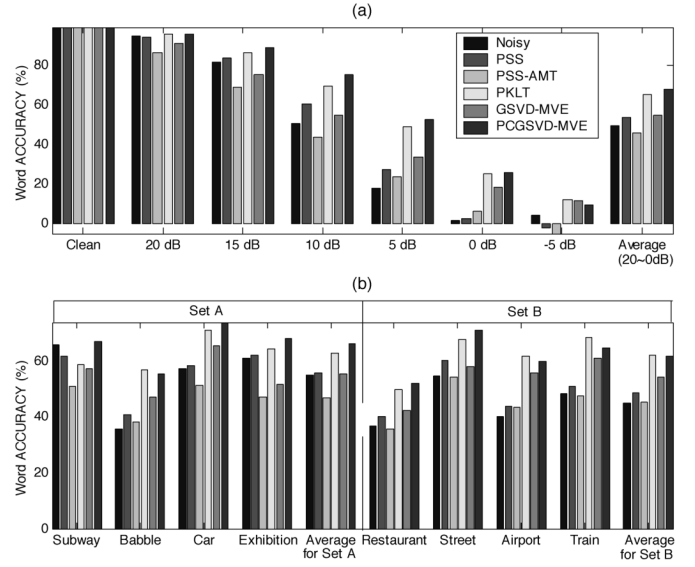 (a)
Word ACCURACY (%)
80
60
40
20
0
Noisy
PSS
PSS-AMT
PKLT
GSVD-MVE
PCGSVD-MVE
Clean 20 dB 15 dB 10 dB 5 dB 0 dB -5 dB Average
(20~0dB)
(b)
Set A Set B
Word ACCURACY (%)
60
40
20
0
Subway Babble Car Exhibition Average Restaurant Street Airport Train Average
for Set A for Set B